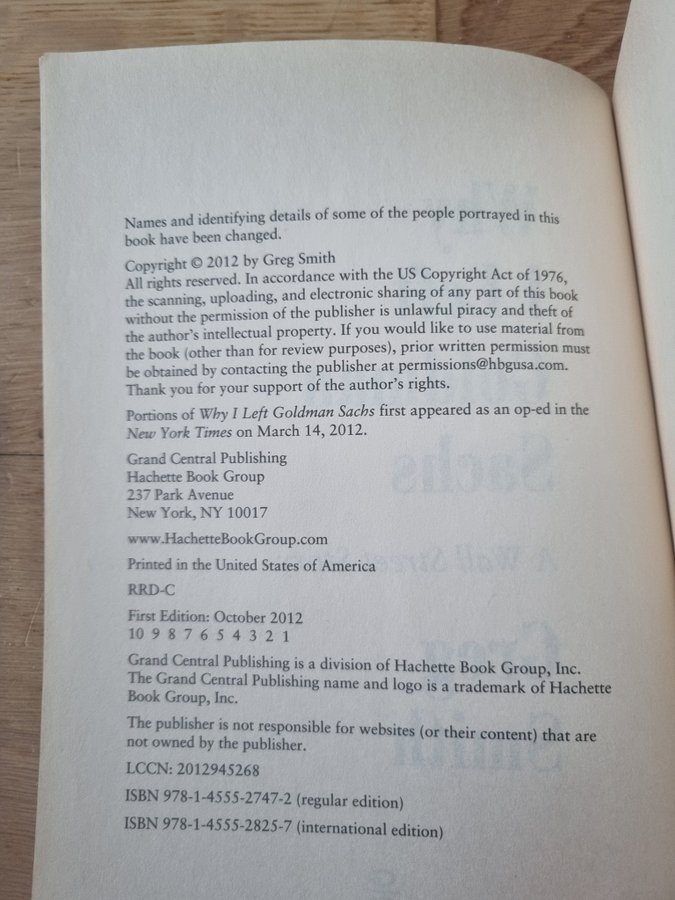 Names and identifying details of some of the people portrayed in this
book have been changed.
Copyright © 2012 by Greg Smith
All rights reserved. In accordance with the US Copyright Act of 1976,
the scanning, uploading, and electronic sharing of any part of this book
without the permission of the publisher is unlawful piracy and theft of
the author's intellectual property. If you would like to use material from
the book (other than for review purposes), prior written permission must
be obtained by contacting the publisher at permissions@hbgusa.com.
Thank you for your support of the author's rights.
Portions of Why I Left Goldman Sachs first appeared as an op-ed in the
New York Times on March 14, 2012.
Grand Central Publishing
Hachette Book Group
237 Park Avenue
New York, NY 10017
www.HachetteBookGroup.com
Printed in the United States of America
RRD-C
First Edition: October 2012
10 9 8 7 6 5 4 3 2 1
Grand Central Publishing is a division of Hachette Book Group, Inc.
The Grand Central Publishing name and logo is a trademark of Hachette
Book Group, Inc.
The publisher is not responsible for websites (or their content) that are
not owned by the publisher.
LCCN: 2012945268
ISBN 978-1-4555-2747-2 (regular edition)
ISBN 978-1-4555-2825-7 (international edition)